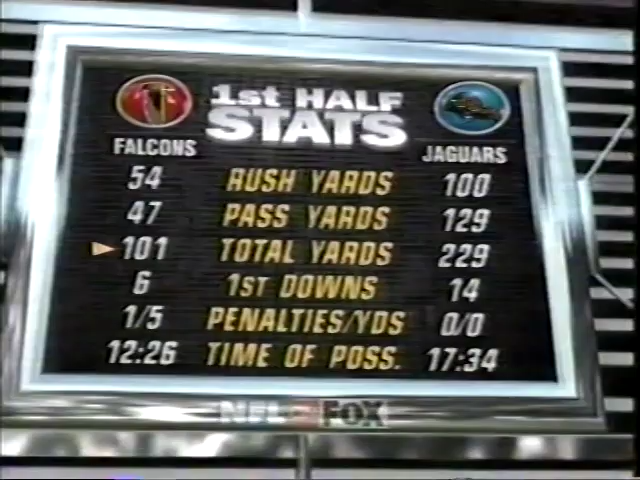 1st HALF
STATS
FALCONS JAGUARS
54 RUSH YARDS 100
47 PASS YARDS 129
101 TOTAL YARDS 229
6 1ST DOWNS 14
1/5 PENALTIES/YDS 0/0
12:26 TIME OF POSS. 17:34
NFL FOX